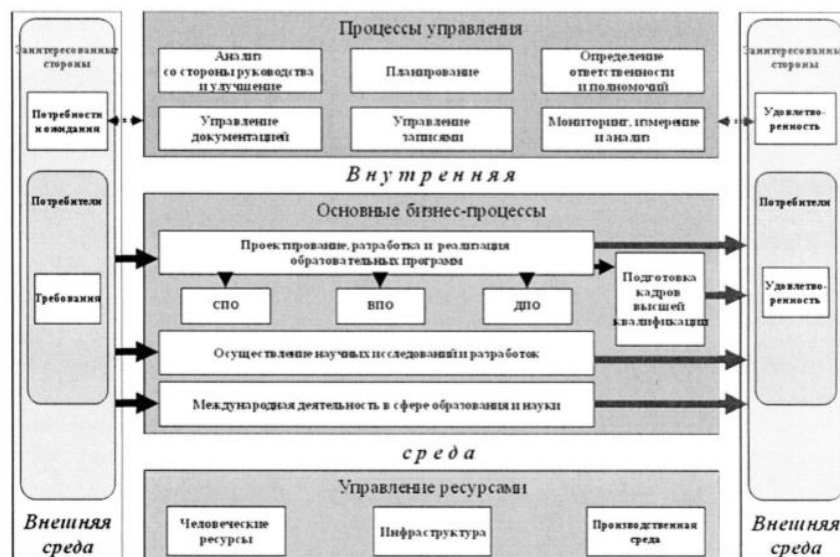 Заинтересованные
стороны
Потребности
и ожидания
Потребители
Требования
Внешняя
среда
Процессы управления
Анализ
со стороны руководства
и улучшение
Планирование
Определение
ответственности
и полномочий
Управление
документацией
Управление
записями
Мониторинг, измерение
и анализ
Внутренняя
Основные бизнес-процессы
Проектирование, разработка и реализация
образовательных программ
СПО
ВПО
ДПО
Подготовка
кадров
высшей
квалификации
Осуществление научных исследований и разработок
Международная деятельность в сфере образования и науки
среда
Управление ресурсами
Человеческие
ресурсы
Инфраструктура
Производственная
среда
Заинтересованные
стороны
Удовлетво-
ренность
Потребители
Удовлетво-
ренность
Внешняя
среда